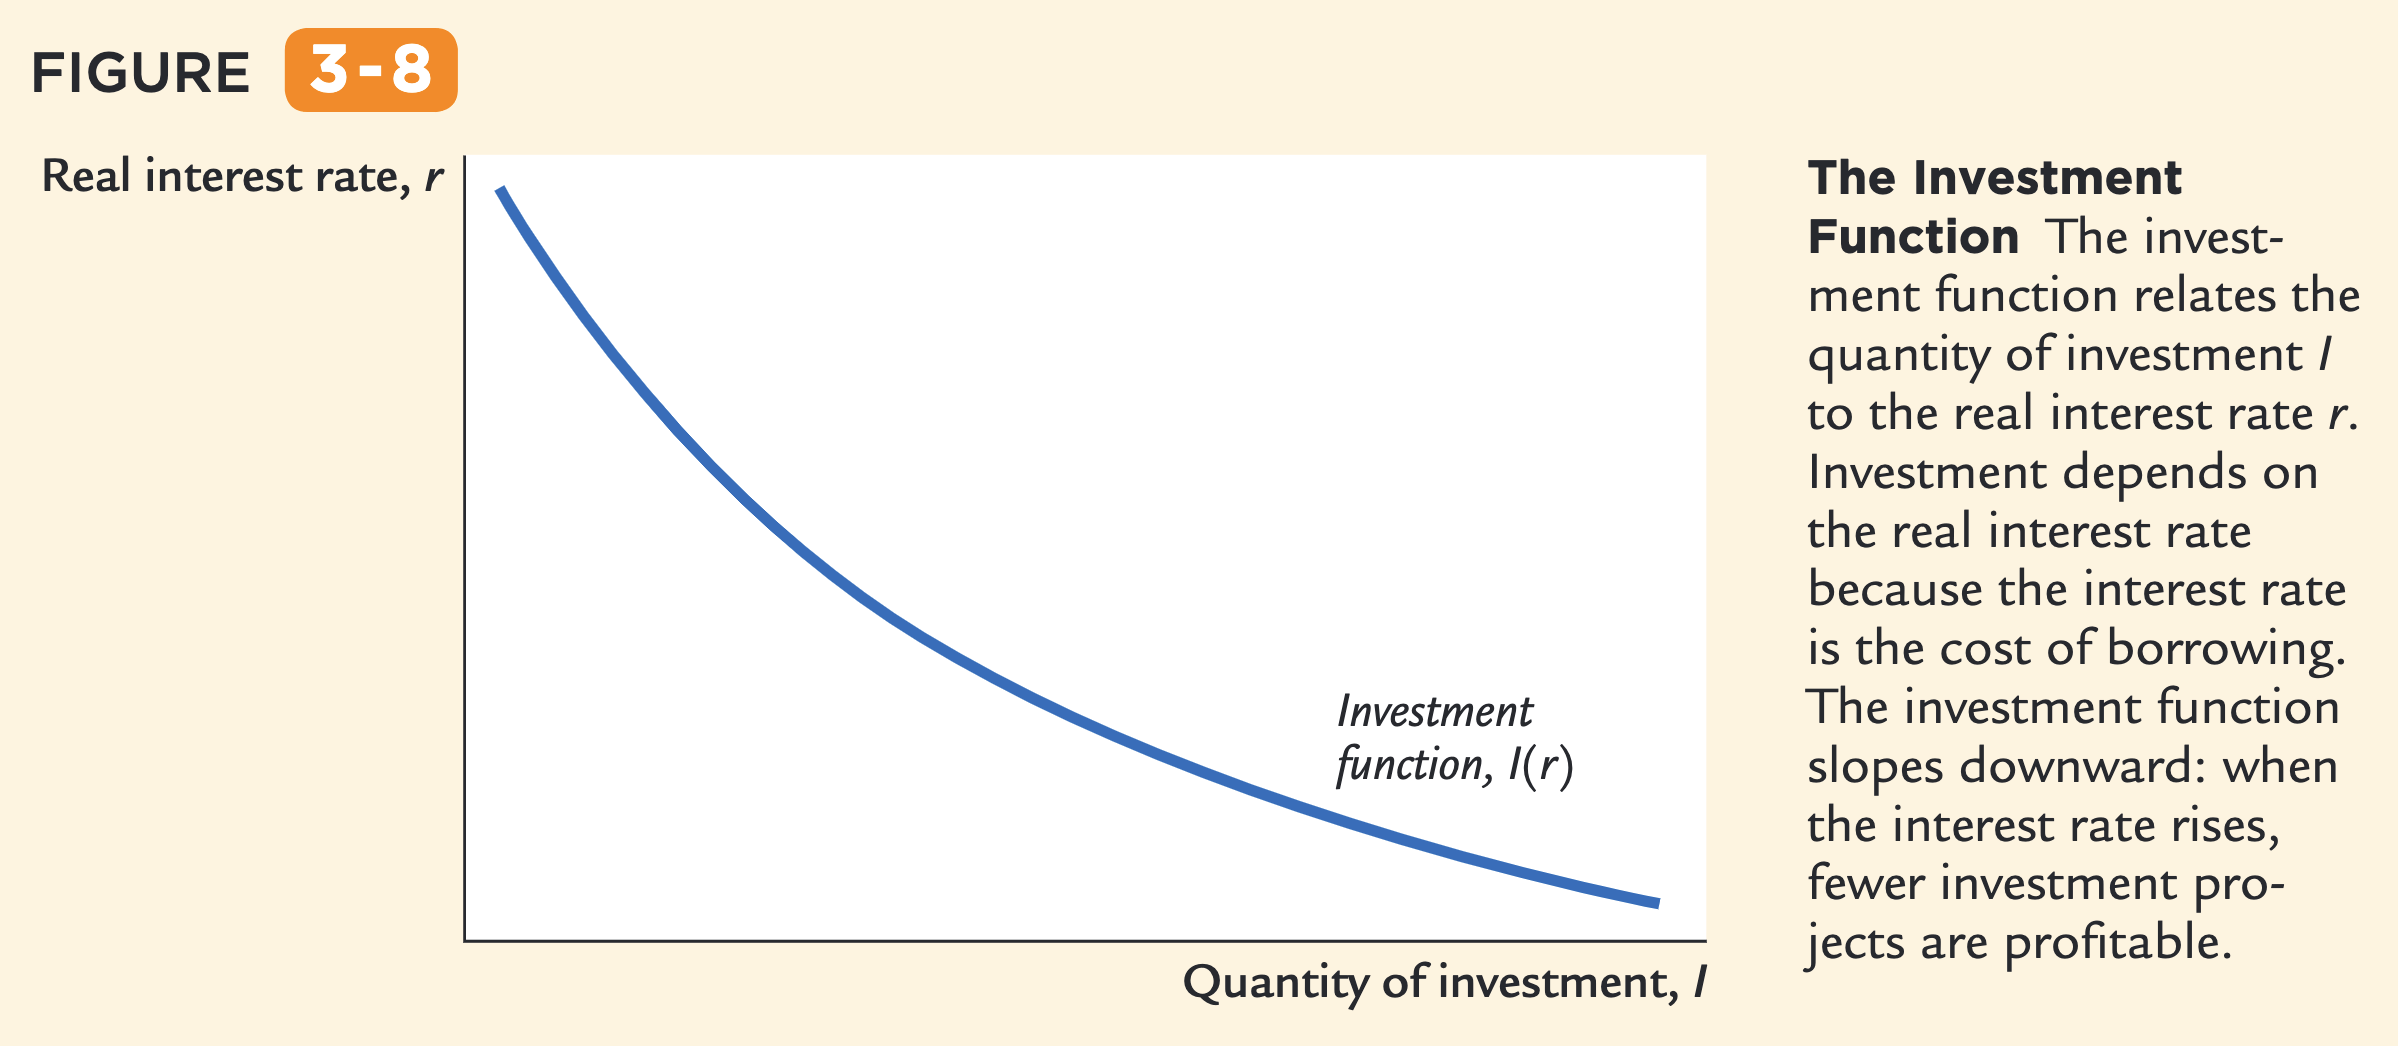 FIGURE 3-8
Real interest rate, r
Investment
function, I(r)
Quantity of investment, I
The Investment
Function The invest-
ment function relates the
quantity of investment I
to the real interest rate r.
Investment depends on
the real interest rate
because the interest rate
is the cost of borrowing.
The investment function
slopes downward: when
the interest rate rises,
fewer investment pro-
jects are profitable.